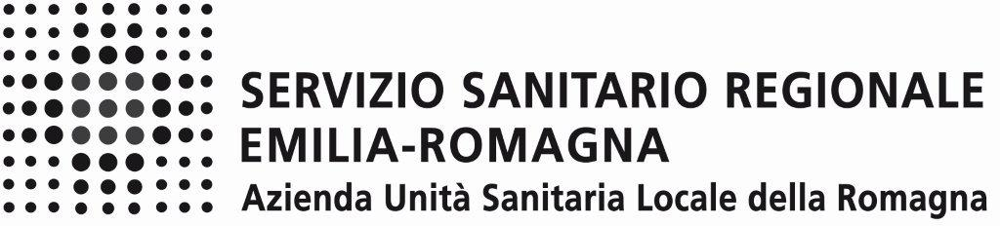 SERVIZIO SANITARIO REGIONALE
EMILIA-ROMAGNA
Azienda Unità Sanitaria Locale della Romagna